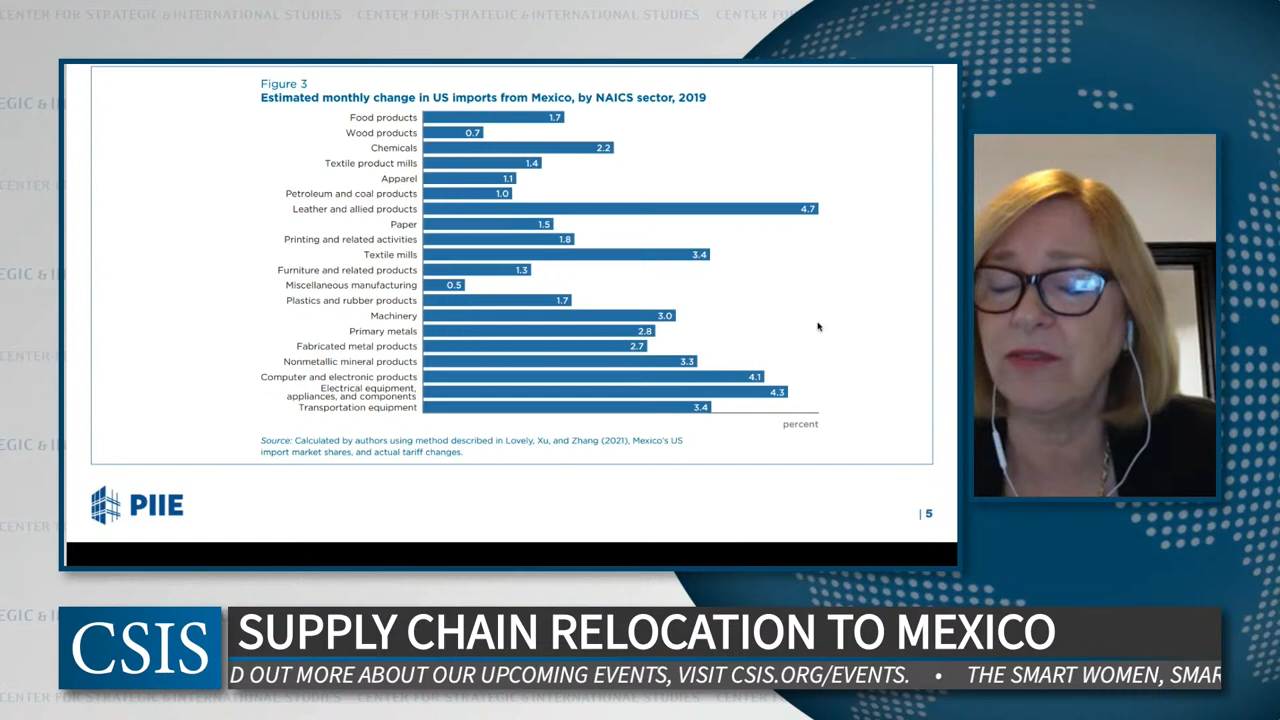 CENTER FOR STRATEGIC & INTERNATIONAL STUDIES CENTER FOR STRATEGIC & INTERNATIONAL STUDIES CENTER FOR
Figure 3
Estimated monthly change in US imports from Mexico, by NAICS sector, 2019
Food products 1.7
Wood products 0.7
Chemicals 2.2
Textile product mills 1.4
Apparel 1.1
Petroleum and coal products 1.0
Leather and allied products 4.7
Paper 1.5
Printing and related activities 1.8
Textile mills 3.4
Furniture and related products 1.3
Miscellaneous manufacturing 0.5
Plastics and rubber products 1.7
Machinery 3.0
Primary metals 2.8
Fabricated metal products 2.7
Nonmetallic mineral products 3.3
Computer and electronic products 4.1
Electrical equipment,
appliances, and components 4.3
Transportation equipment 3.4
percent
Source: Calculated by authors using method described in Lovely, Xu, and Zhang (2021), Mexico's US
import market shares, and actual tariff changes.
PIIE
| 5
CSIS
SUPPLY CHAIN RELOCATION TO MEXICO
D OUT MORE ABOUT OUR UPCOMING EVENTS, VISIT CSIS.ORG/EVENTS. • THE SMART WOMEN, SMAR